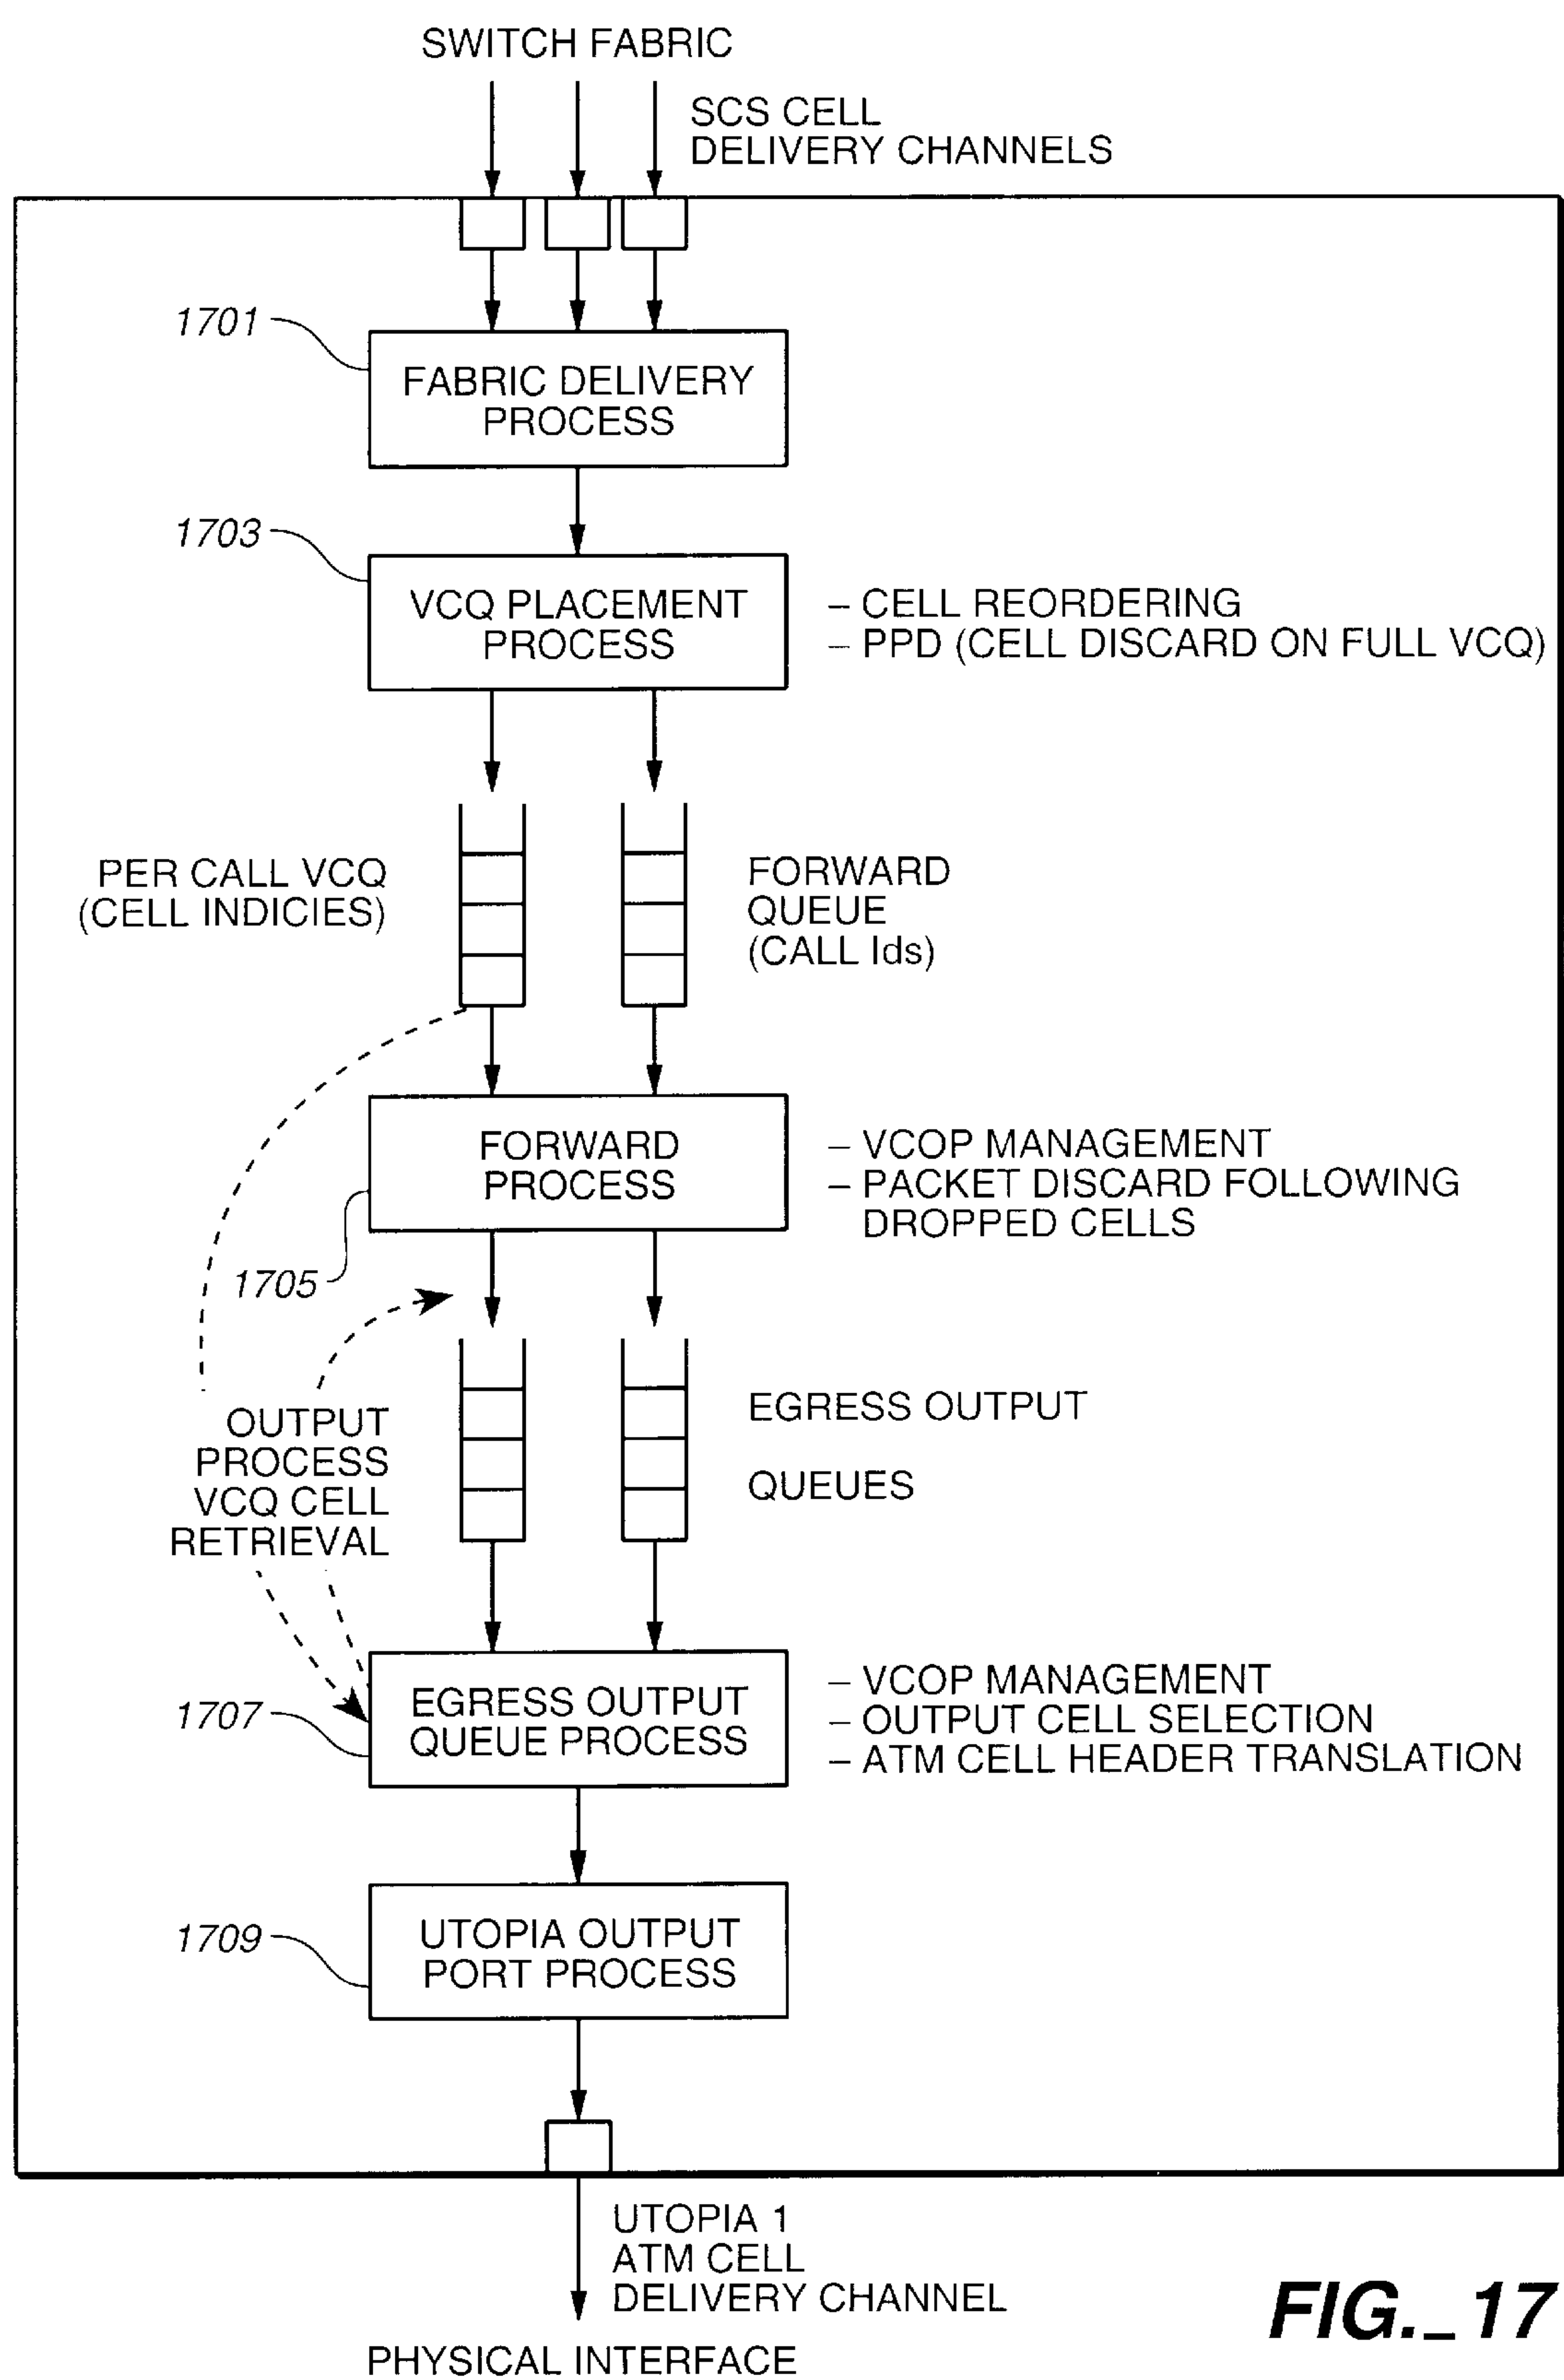 SWITCH FABRIC
SCS CELL
DELIVERY CHANNELS
1701
FABRIC DELIVERY
PROCESS
1703
VCQ PLACEMENT
PROCESS
– CELL REORDERING
– PPD (CELL DISCARD ON FULL VCQ)
PER CALL VCQ
(CELL INDICIES)
FORWARD
QUEUE
(CALL Ids)
FORWARD
PROCESS
– VCOP MANAGEMENT
– PACKET DISCARD FOLLOWING
DROPPED CELLS
1705
OUTPUT
PROCESS
VCQ CELL
RETRIEVAL
EGRESS OUTPUT
QUEUES
1707
EGRESS OUTPUT
QUEUE PROCESS
– VCOP MANAGEMENT
– OUTPUT CELL SELECTION
– ATM CELL HEADER TRANSLATION
1709
UTOPIA OUTPUT
PORT PROCESS
UTOPIA 1
ATM CELL
DELIVERY CHANNEL
PHYSICAL INTERFACE
FIG._17